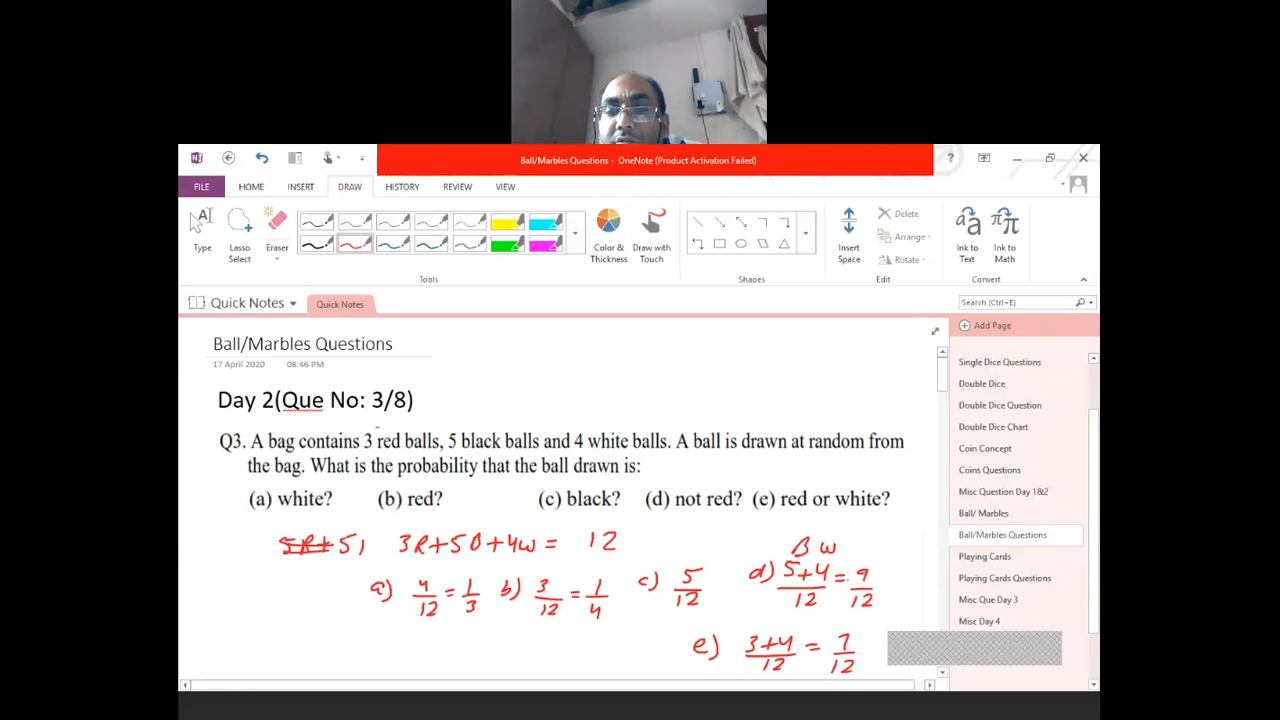 Ball/Marbles Questions - OneNote (Product Activation Failed)
?
FILE HOME INSERT DRAW HISTORY REVIEW VIEW
Type
Lasso Select
Eraser
Color & Thickness
Draw with Touch
Insert Space
Delete
Arrange
Rotate
Ink to Text
Ink to Math
Tools Shapes Edit Convert
Quick Notes
Quick Notes
Search (Ctrl+E)
Add Page
Ball/Marbles Questions
17 April 2020 08:46 PM
Day 2(Que No: 3/8)
Q3. A bag contains 3 red balls, 5 black balls and 4 white balls. A ball is drawn at random from
the bag. What is the probability that the ball drawn is:
(a) white? (b) red? (c) black? (d) not red? (e) red or white?
3R+5B+4W = 12
B W
a) 4/12 = 1/3 b) 3/12 = 1/4 c) 5/12 d) 5+4/12 = 9/12
e) 3+4/12 = 7/12
Single Dice Questions
Double Dice
Double Dice Question
Double Dice Chart
Coin Concept
Coins Questions
Misc Question Day 1&2
Ball/ Marbles
Ball/Marbles Questions
Playing Cards
Playing Cards Questions
Misc Que Day 3
Misc Day 4